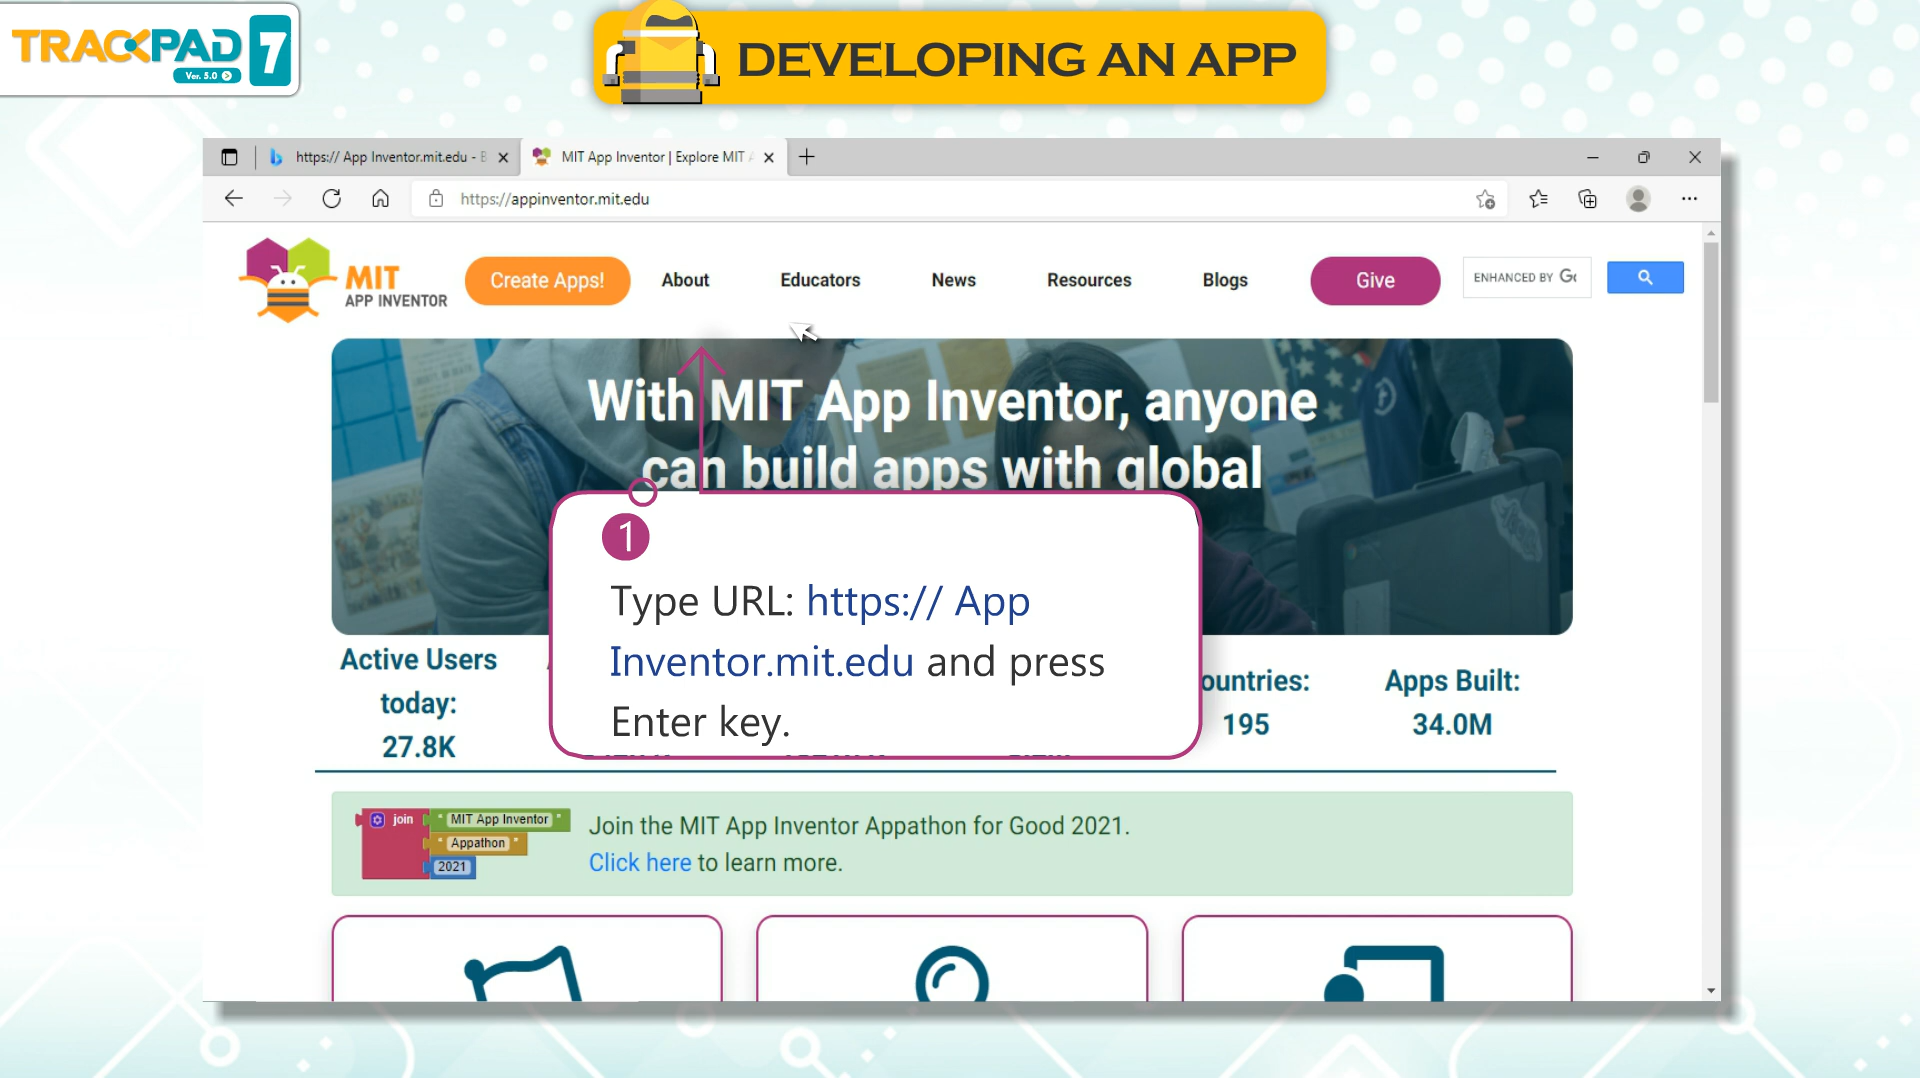 TRACKPAD 7
Ver. 5.0
DEVELOPING AN APP
https:// App Inventor.mit.edu -
MIT App Inventor | Explore MIT
https://appinventor.mit.edu
MIT
APP INVENTOR
Create Apps!
About
Educators
News
Resources
Blogs
Give
ENHANCED BY
With MIT App Inventor, anyone
can build apps with global
1
Type URL: https:// App
Inventor.mit.edu and press
Enter key.
Active Users
today:
27.8K
ountries:
195
Apps Built:
34.0M
join
" MIT App Inventor "
" Appathon "
2021
Join the MIT App Inventor Appathon for Good 2021.
Click here to learn more.